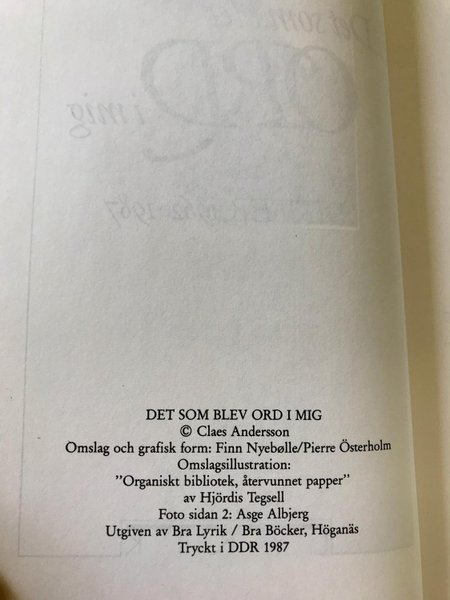 DET SOM BLEV ORD I MIG
© Claes Andersson
Omslag och grafisk form: Finn Nyebølle/Pierre Österholm
Omslagsillustration:
”Organiskt bibliotek, återvunnet papper”
av Hjördis Tegsell
Foto sidan 2: Asge Albjerg
Utgiven av Bra Lyrik / Bra Böcker, Höganäs
Tryckt i DDR 1987